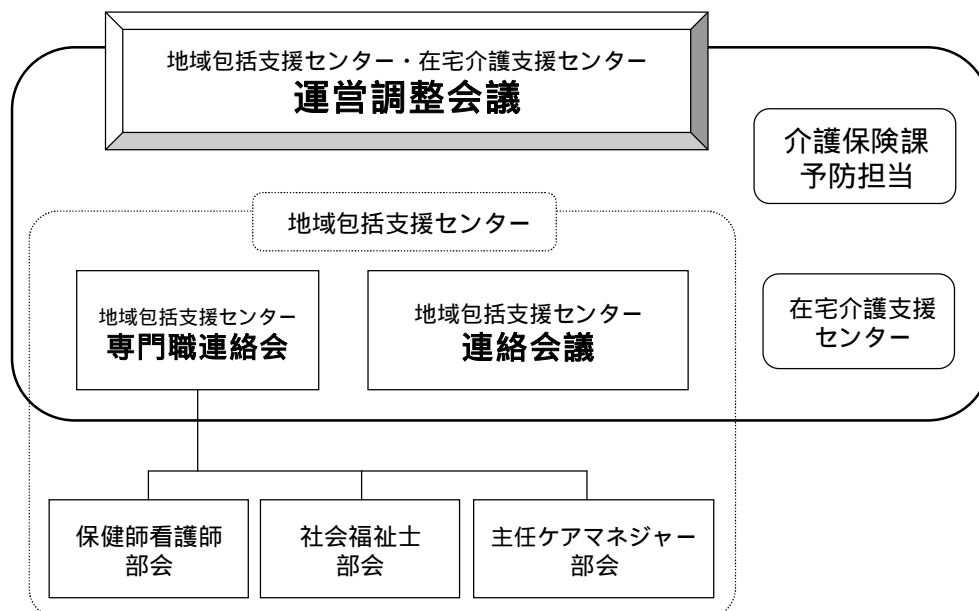 地域包括支援センター・在宅介護支援センター
運営調整会議
介護保険課
予防担当
地域包括支援センター
地域包括支援センター
専門職連絡会
地域包括支援センター
連絡会議
在宅介護支援
センター
保健師看護師
部会
社会福祉士
部会
主任ケアマネジャー
部会